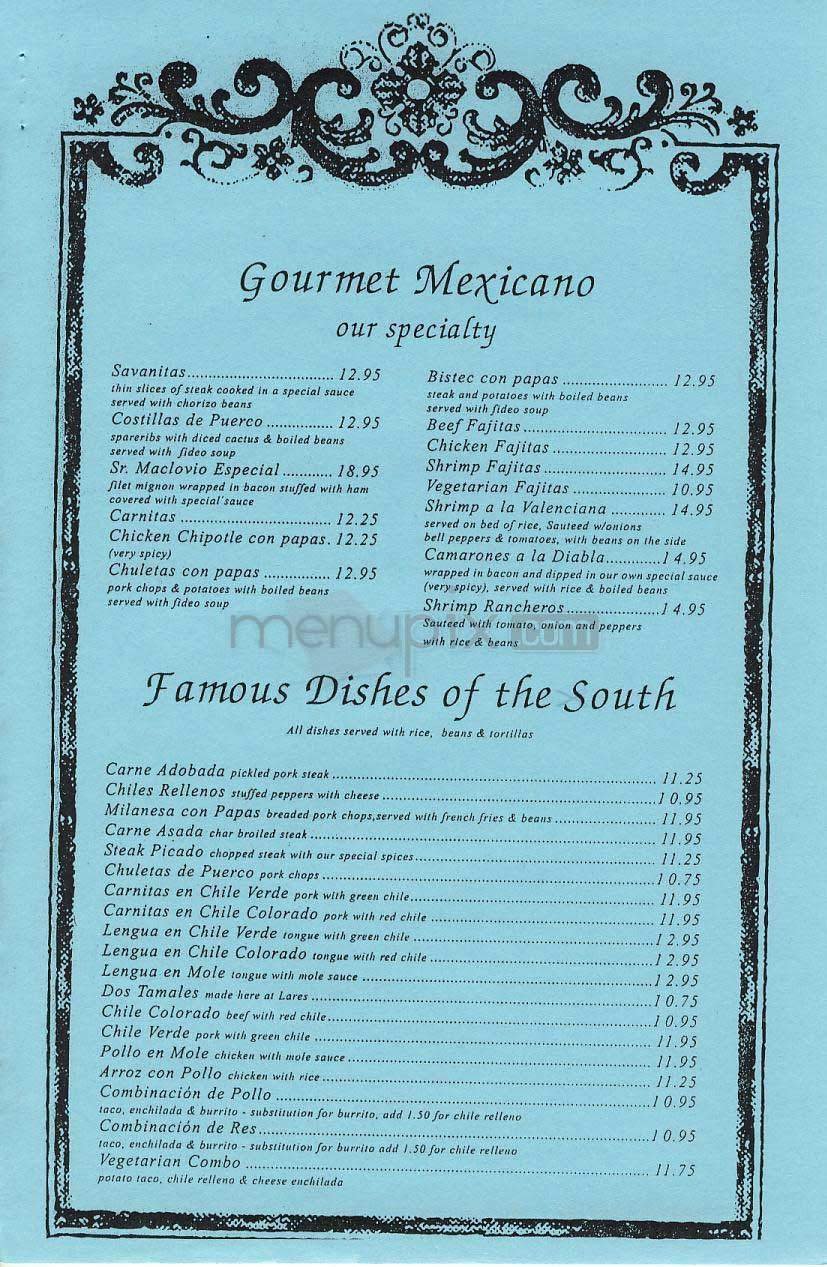 Gourmet Mexicano
our specialty
Savanitas................................ 12.95
thin slices of steak cooked in a special sauce
served with chorizo beans
Costillas de Puerco ............... 12.95
spareribs with diced cactus & boiled beans
served with fideo soup
Sr. Maclovio Especial ........... 18.95
filet mignon wrapped in bacon stuffed with ham
covered with special sauce
Carnitas .................................. 12.25
Chicken Chipotle con papas. 12.25
(very spicy)
Chuletas con papas ............... 12.95
pork chops & potatoes with boiled beans
served with fideo soup
Bistec con papas ........................ 12.95
steak and potatoes with boiled beans
served with fideo soup
Beef Fajitas ................................. 12.95
Chicken Fajitas ........................... 12.95
Shrimp Fajitas ............................ 14.95
Vegetarian Fajitas ...................... 10.95
Shrimp a la Valenciana ............ 14.95
served on bed of rice, Sauteed w/onions
bell peppers & tomatoes, with beans on the side
Camarones a la Diabla.............14.95
wrapped in bacon and dipped in our own special sauce
(very spicy), served with rice & boiled beans
Shrimp Rancheros......................14.95
Sauteed with tomato, onion and peppers
with rice & beans
menupix.com
Famous Dishes of the South
All dishes served with rice, beans & tortillas
Carne Adobada pickled pork steak ........................ 11.25
Chiles Rellenos stuffed peppers with cheese ........................10.95
Milanesa con Papas breaded pork chops,served with french fries & beans ........................ 11.95
Carne Asada char broiled steak ........................ 11.95
Steak Picado chopped steak with our special spices........................ 11.25
Chuletas de Puerco pork chops ........................10.75
Carnitas en Chile Verde pork with green chile........................ 11.95
Carnitas en Chile Colorado pork with red chile ........................ 11.95
Lengua en Chile Verde tongue with green chile ........................12.95
Lengua en Chile Colorado tongue with red chile ........................12.95
Lengua en Mole tongue with mole sauce ........................12.95
Dos Tamales made here at Lares ........................10.75
Chile Colorado beef with red chile........................10.95
Chile Verde pork with green chile ........................11.95
Pollo en Mole chicken with mole sauce........................11.95
Arroz con Pollo chicken with rice........................11.25
Combinación de Pollo ........................10.95
taco, enchilada & burrito - substitution for burrito, add 1.50 for chile relleno
Combinación de Res........................10.95
taco, enchilada & burrito - substitution for burrito add 1.50 for chile relleno
Vegetarian Combo ........................11.75
potato taco, chile relleno & cheese enchilada